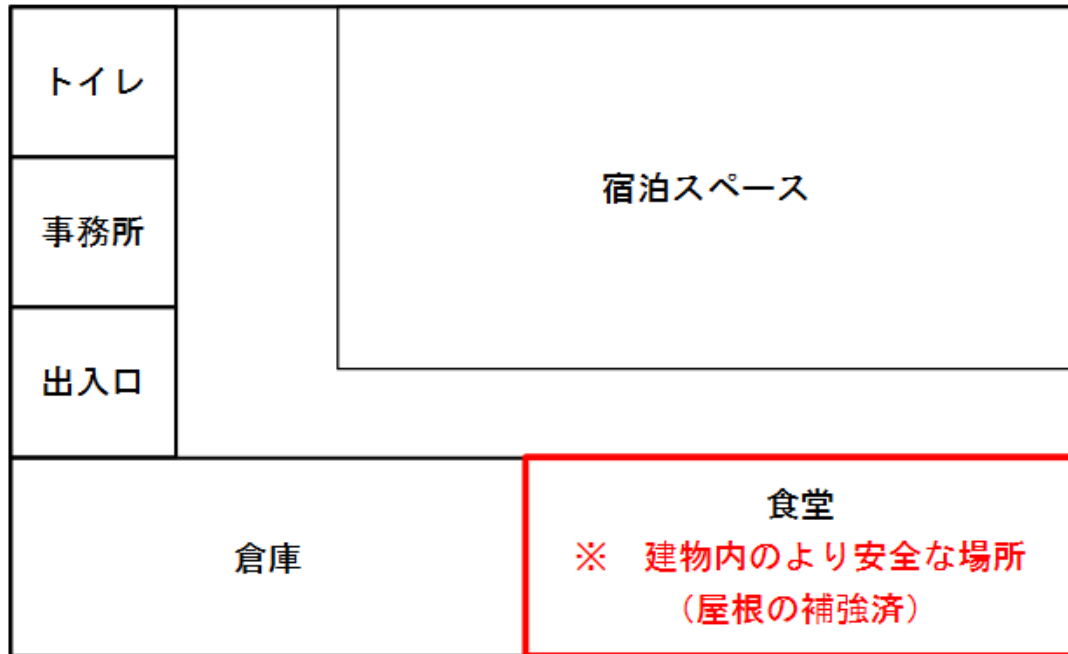 トイレ
宿泊スペース
事務所
出入口
倉庫
食堂
※　建物内のより安全な場所
（屋根の補強済）